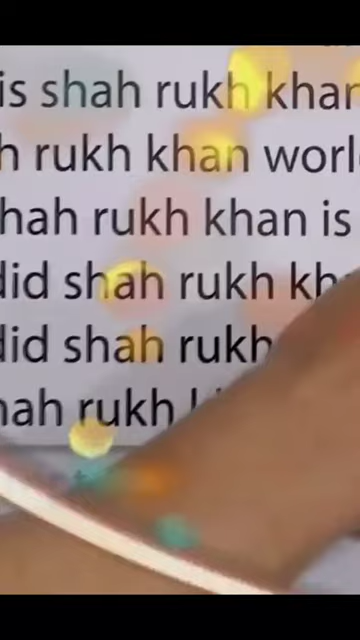 is shah rukh khan
h rukh khan worl
hah rukh khan is
did shah rukh kh
did shah rukh
hah rukh